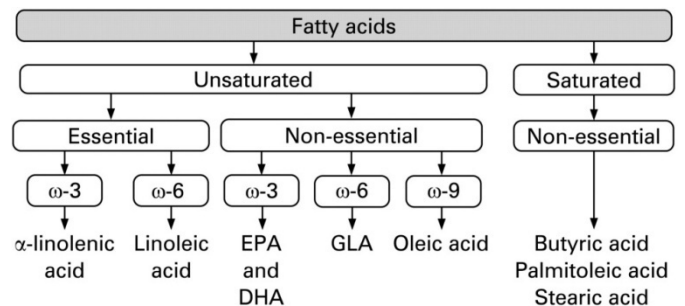 Fatty acids
Unsaturated
Saturated
Essential
Non-essential
Non-essential
ω-3
ω-6
ω-3
ω-6
ω-9
α-linolenic
acid
Linoleic
acid
EPA
and
DHA
GLA
Oleic acid
Butyric acid
Palmitoleic acid
Stearic acid